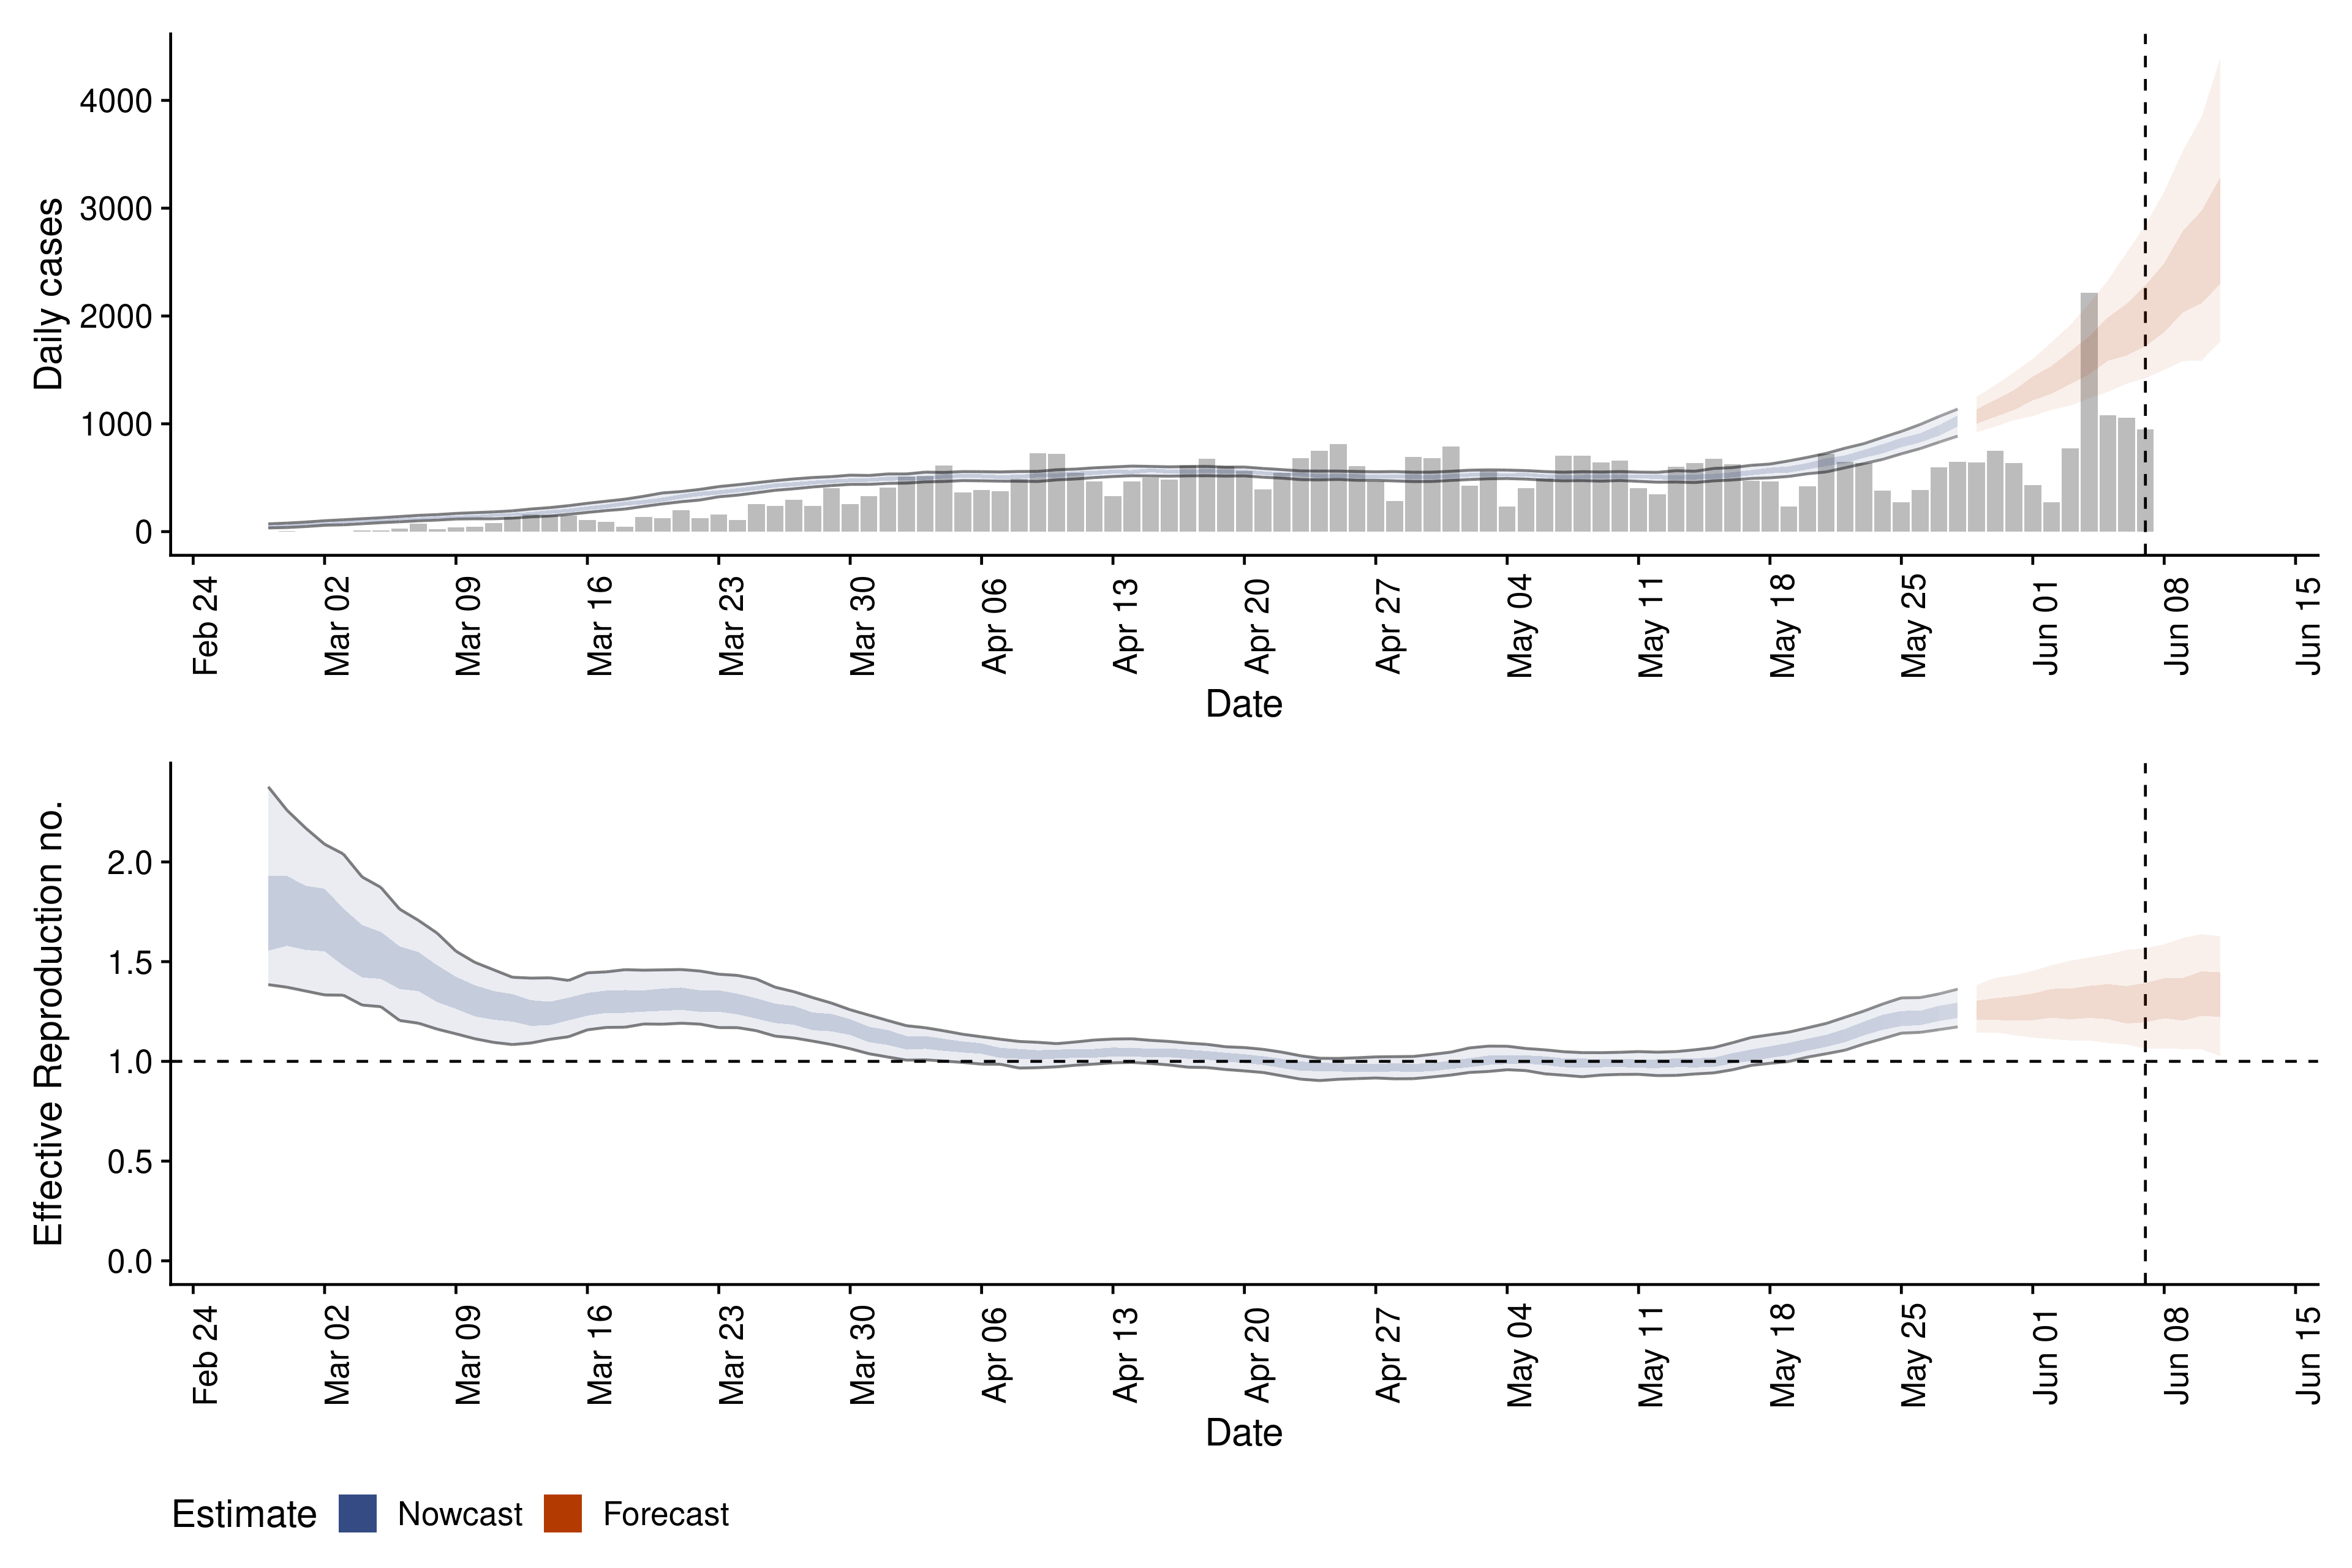 Daily cases
4000
3000
2000
1000
0
Feb 24
Mar 02
Mar 09
Mar 16
Mar 23
Mar 30
Apr 06
Apr 13
Apr 20
Apr 27
May 04
May 11
May 18
May 25
Jun 01
Jun 08
Jun 15
Date
Effective Reproduction no.
2.0
1.5
1.0
0.5
0.0
Feb 24
Mar 02
Mar 09
Mar 16
Mar 23
Mar 30
Apr 06
Apr 13
Apr 20
Apr 27
May 04
May 11
May 18
May 25
Jun 01
Jun 08
Jun 15
Date
Estimate Nowcast Forecast